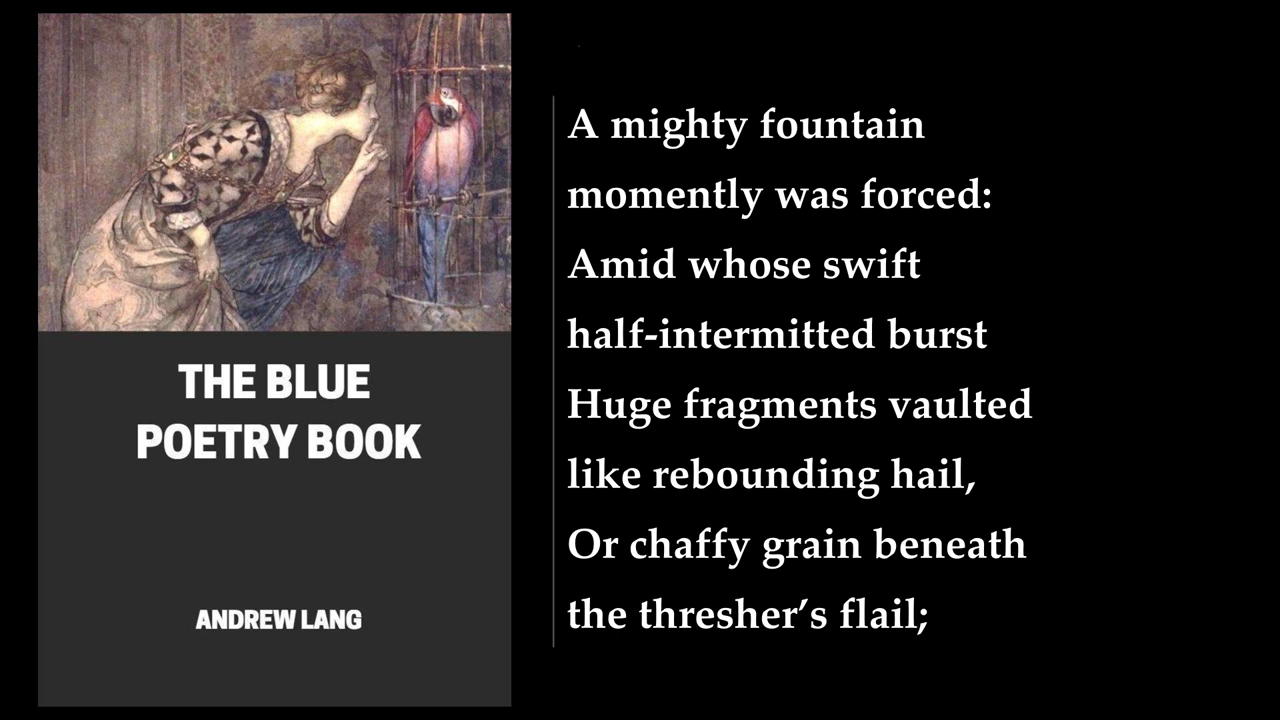 THE BLUE
POETRY BOOK
ANDREW LANG
A mighty fountain
momently was forced:
Amid whose swift
half-intermitted burst
Huge fragments vaulted
like rebounding hail,
Or chaffy grain beneath
the thresher’s flail;